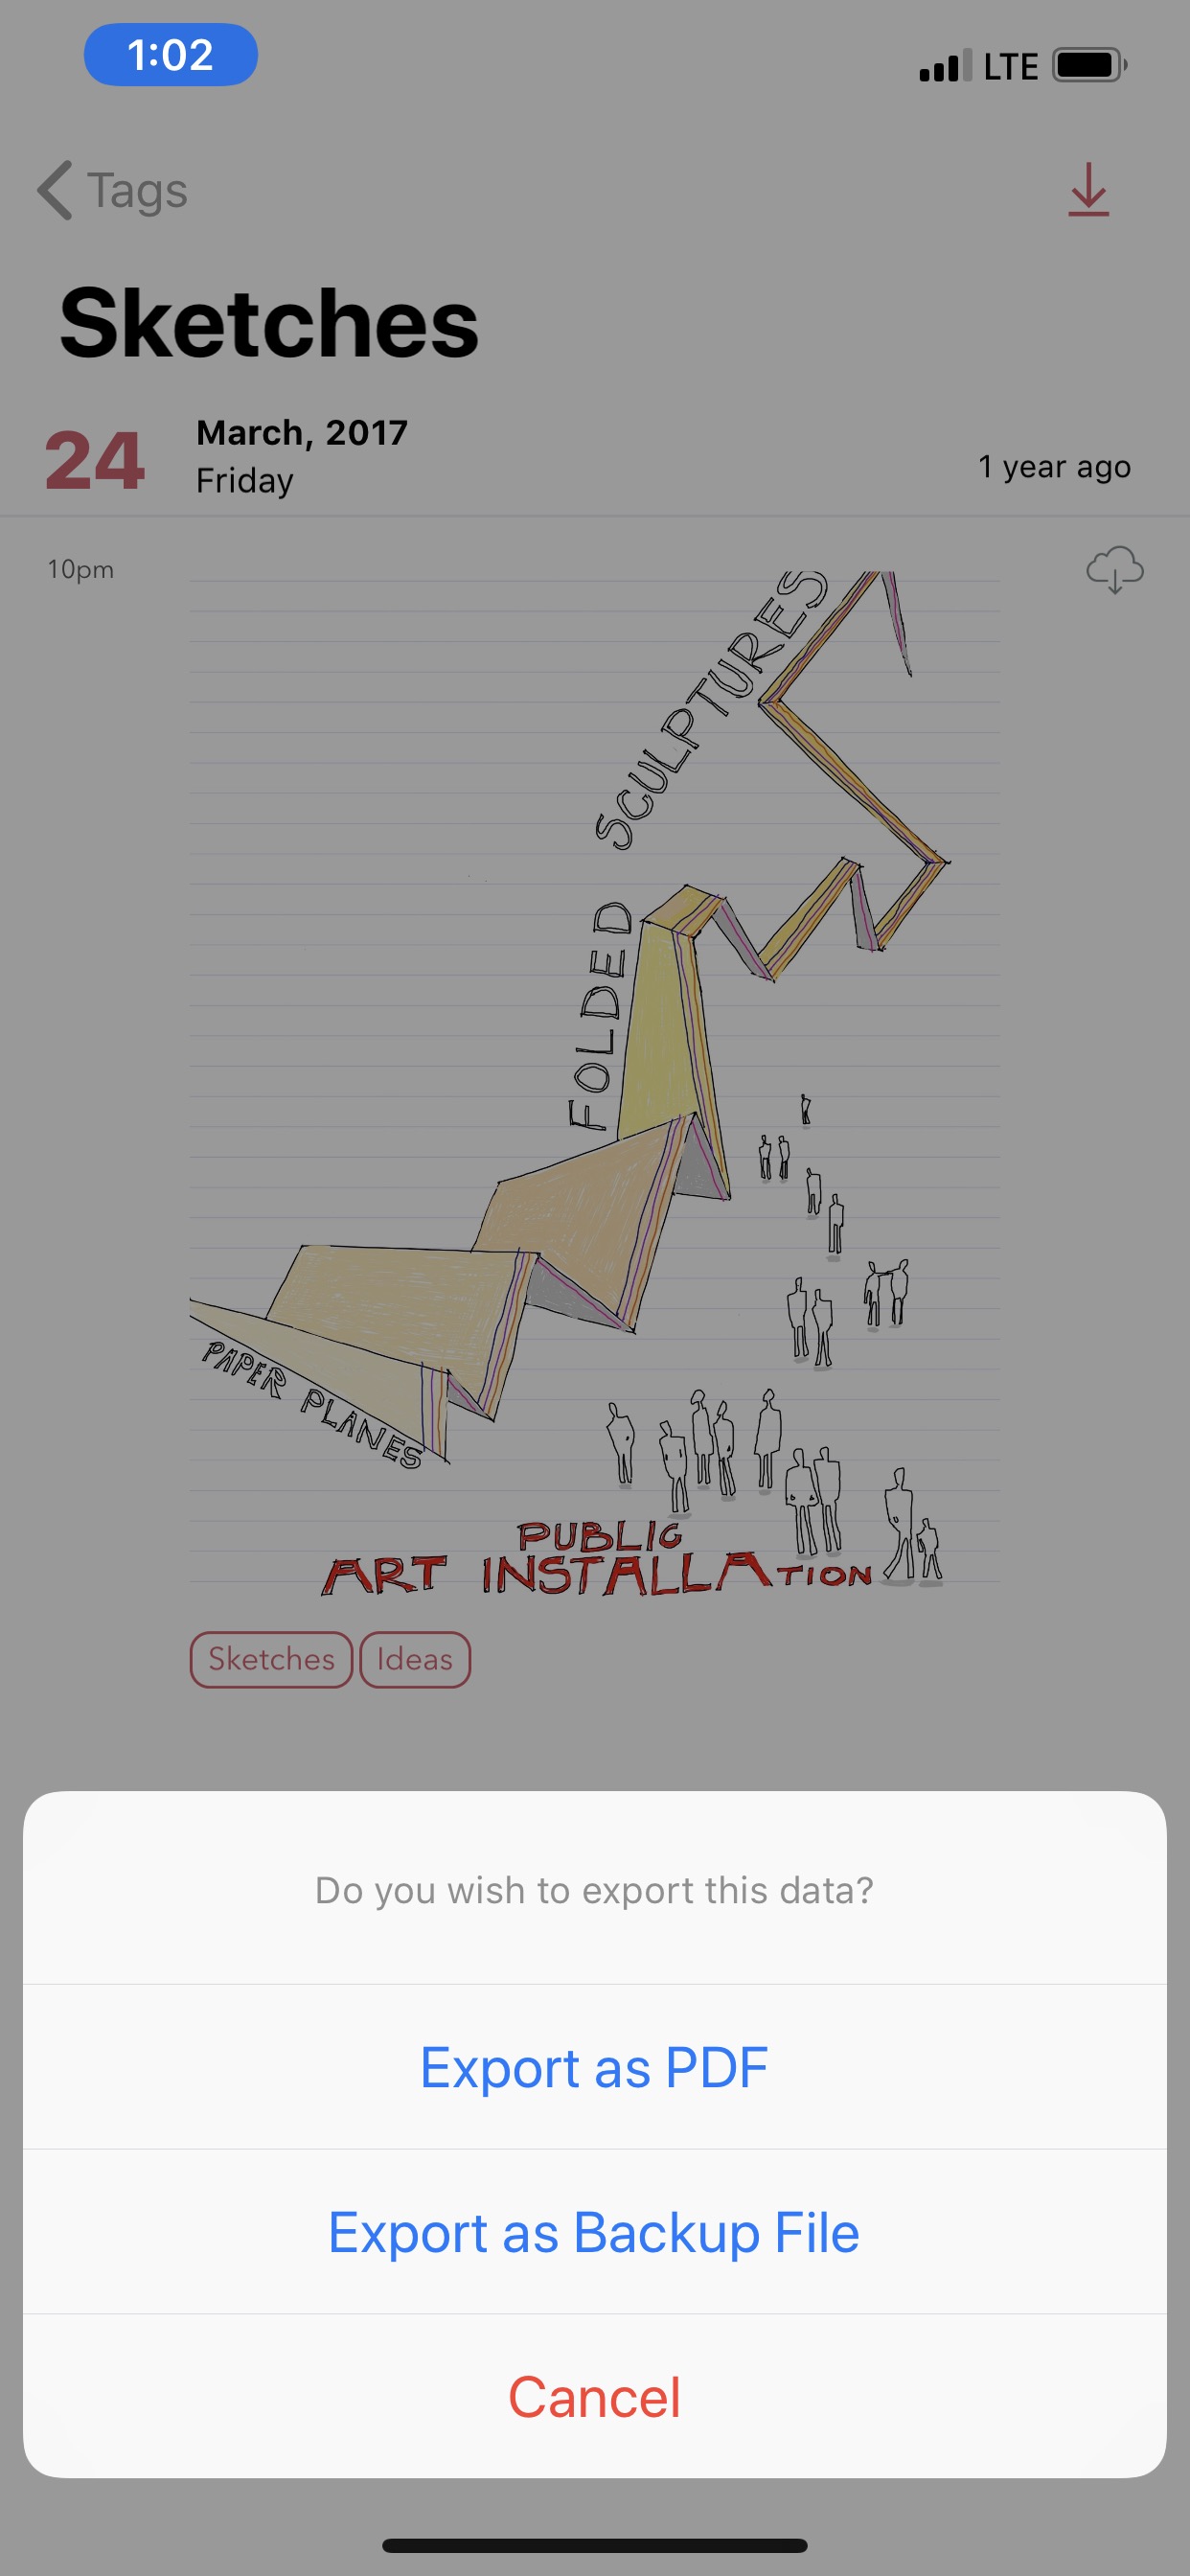 1:02
LTE
Tags
Sketches
24
March, 2017
Friday
1 year ago
10pm
SCULPTURES
FOLDED
PAPER PLANES
PUBLIC
ART INSTALLATION
Sketches
Ideas
Do you wish to export this data?
Export as PDF
Export as Backup File
Cancel